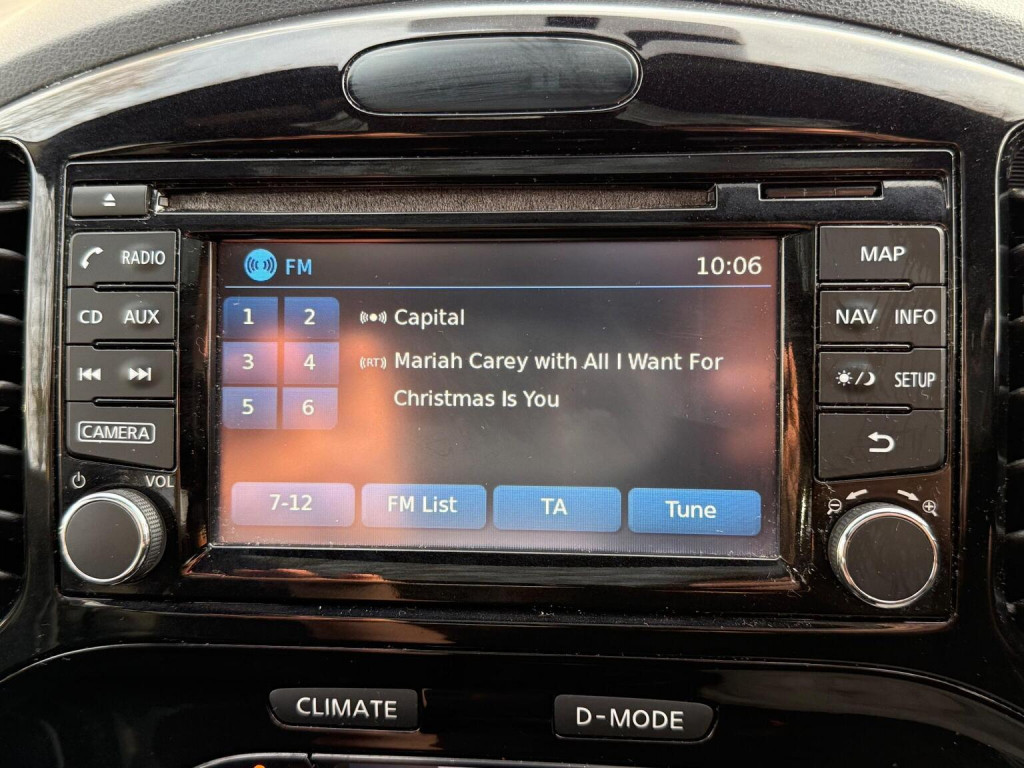 RADIO
CD AUX
CAMERA
VOL
FM 10:06
1 2
3 4
5 6
Capital
(RT) Mariah Carey with All I Want For
Christmas Is You
7-12 FM List TA Tune
MAP
NAV INFO
SETUP
CLIMATE D-MODE